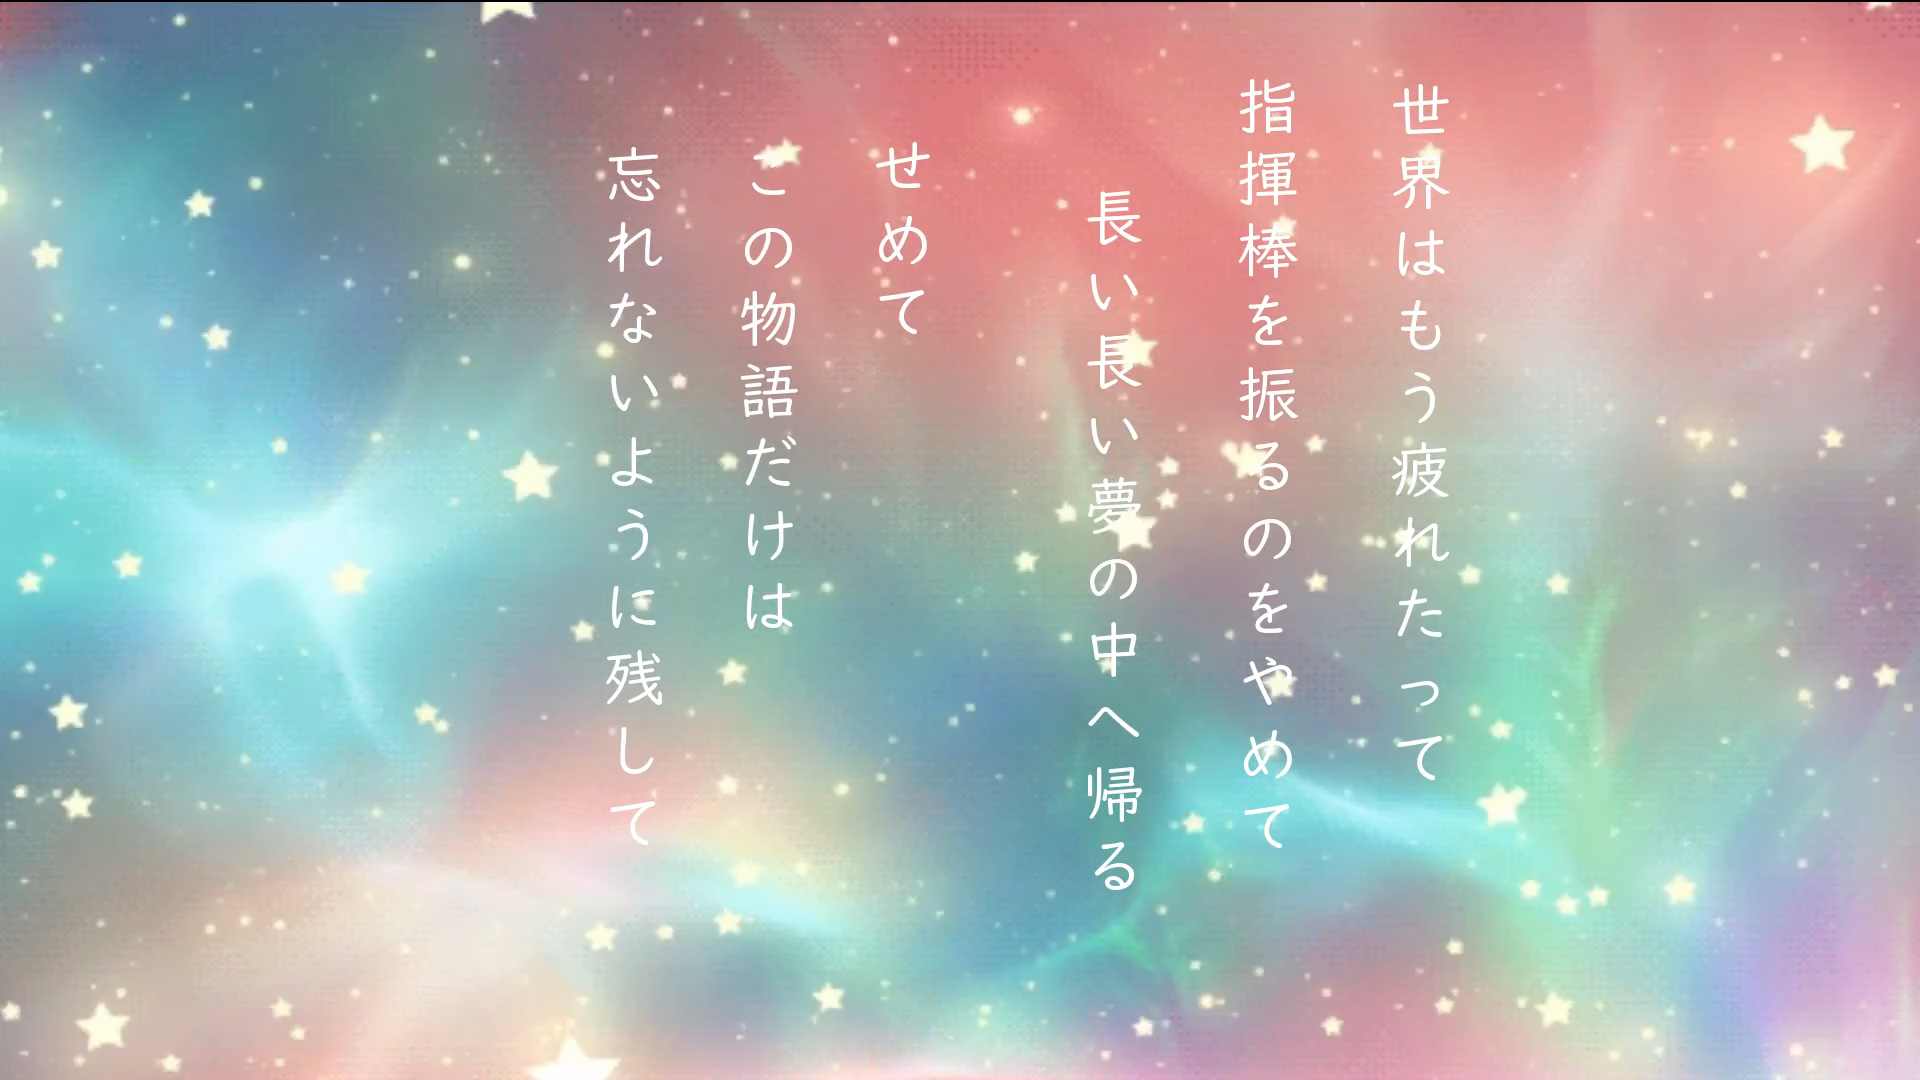 世界はもう疲れたって
指揮棒を振るのをやめて
長い長い夢の中へ帰る
せめて
この物語だけは
忘れないように残して